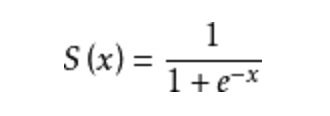 S(x) = 1 / (1 + e⁻ˣ)